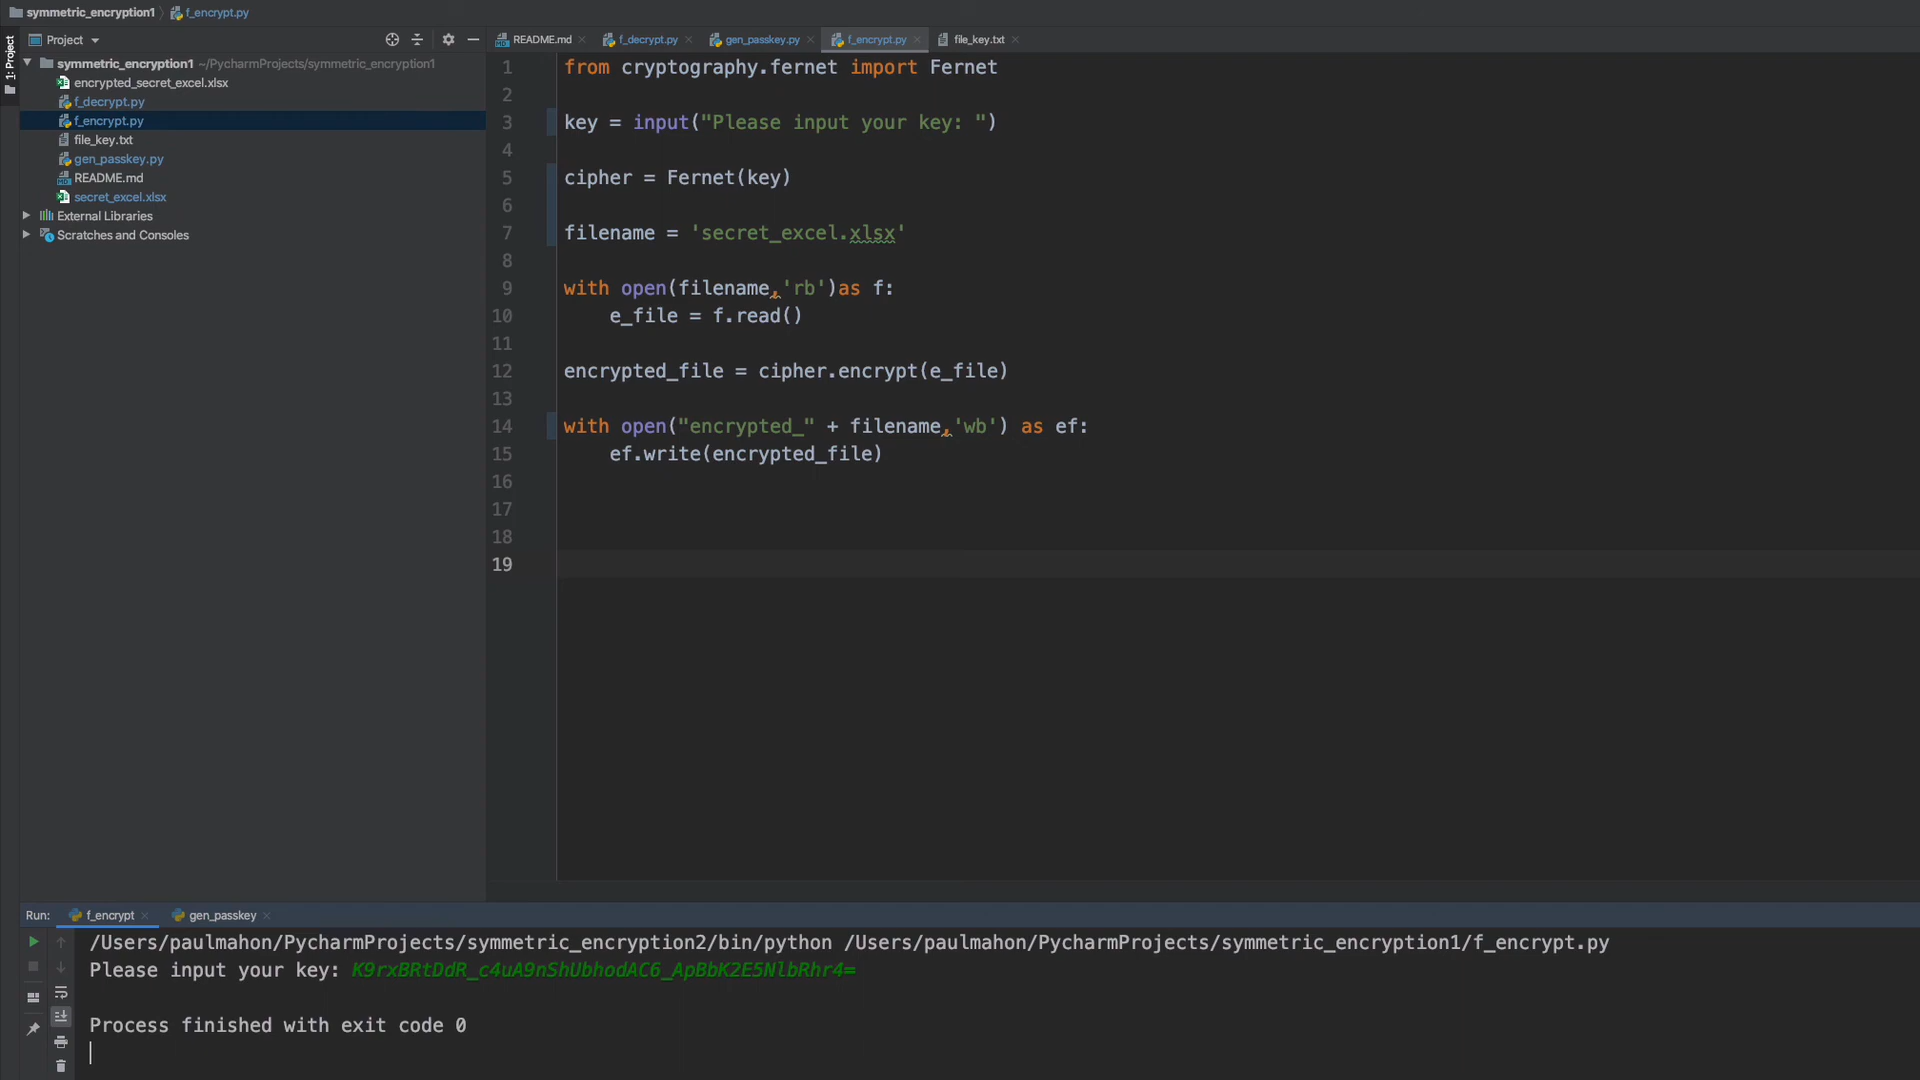 symmetric_encryption1 f_encrypt.py
1: Project
Project
symmetric_encryption1 ~/PycharmProjects/symmetric_encryption1
encrypted_secret_excel.xlsx
f_decrypt.py
f_encrypt.py
file_key.txt
gen_passkey.py
README.md
secret_excel.xlsx
External Libraries
Scratches and Consoles
README.md f_decrypt.py gen_passkey.py f_encrypt.py file_key.txt
1 from cryptography.fernet import Fernet
2
3 key = input("Please input your key: ")
4
5 cipher = Fernet(key)
6
7 filename = 'secret_excel.xlsx'
8
9 with open(filename,'rb')as f:
10 e_file = f.read()
11
12 encrypted_file = cipher.encrypt(e_file)
13
14 with open("encrypted_" + filename,'wb') as ef:
15 ef.write(encrypted_file)
16
17
18
19
Run: f_encrypt gen_passkey
/Users/paulmahon/PycharmProjects/symmetric_encryption2/bin/python /Users/paulmahon/PycharmProjects/symmetric_encryption1/f_encrypt.py
Please input your key: K9rxBRtDdR_c4uA9nShUbhodAC6_ApBbK2E5NlbRhr4=
Process finished with exit code 0